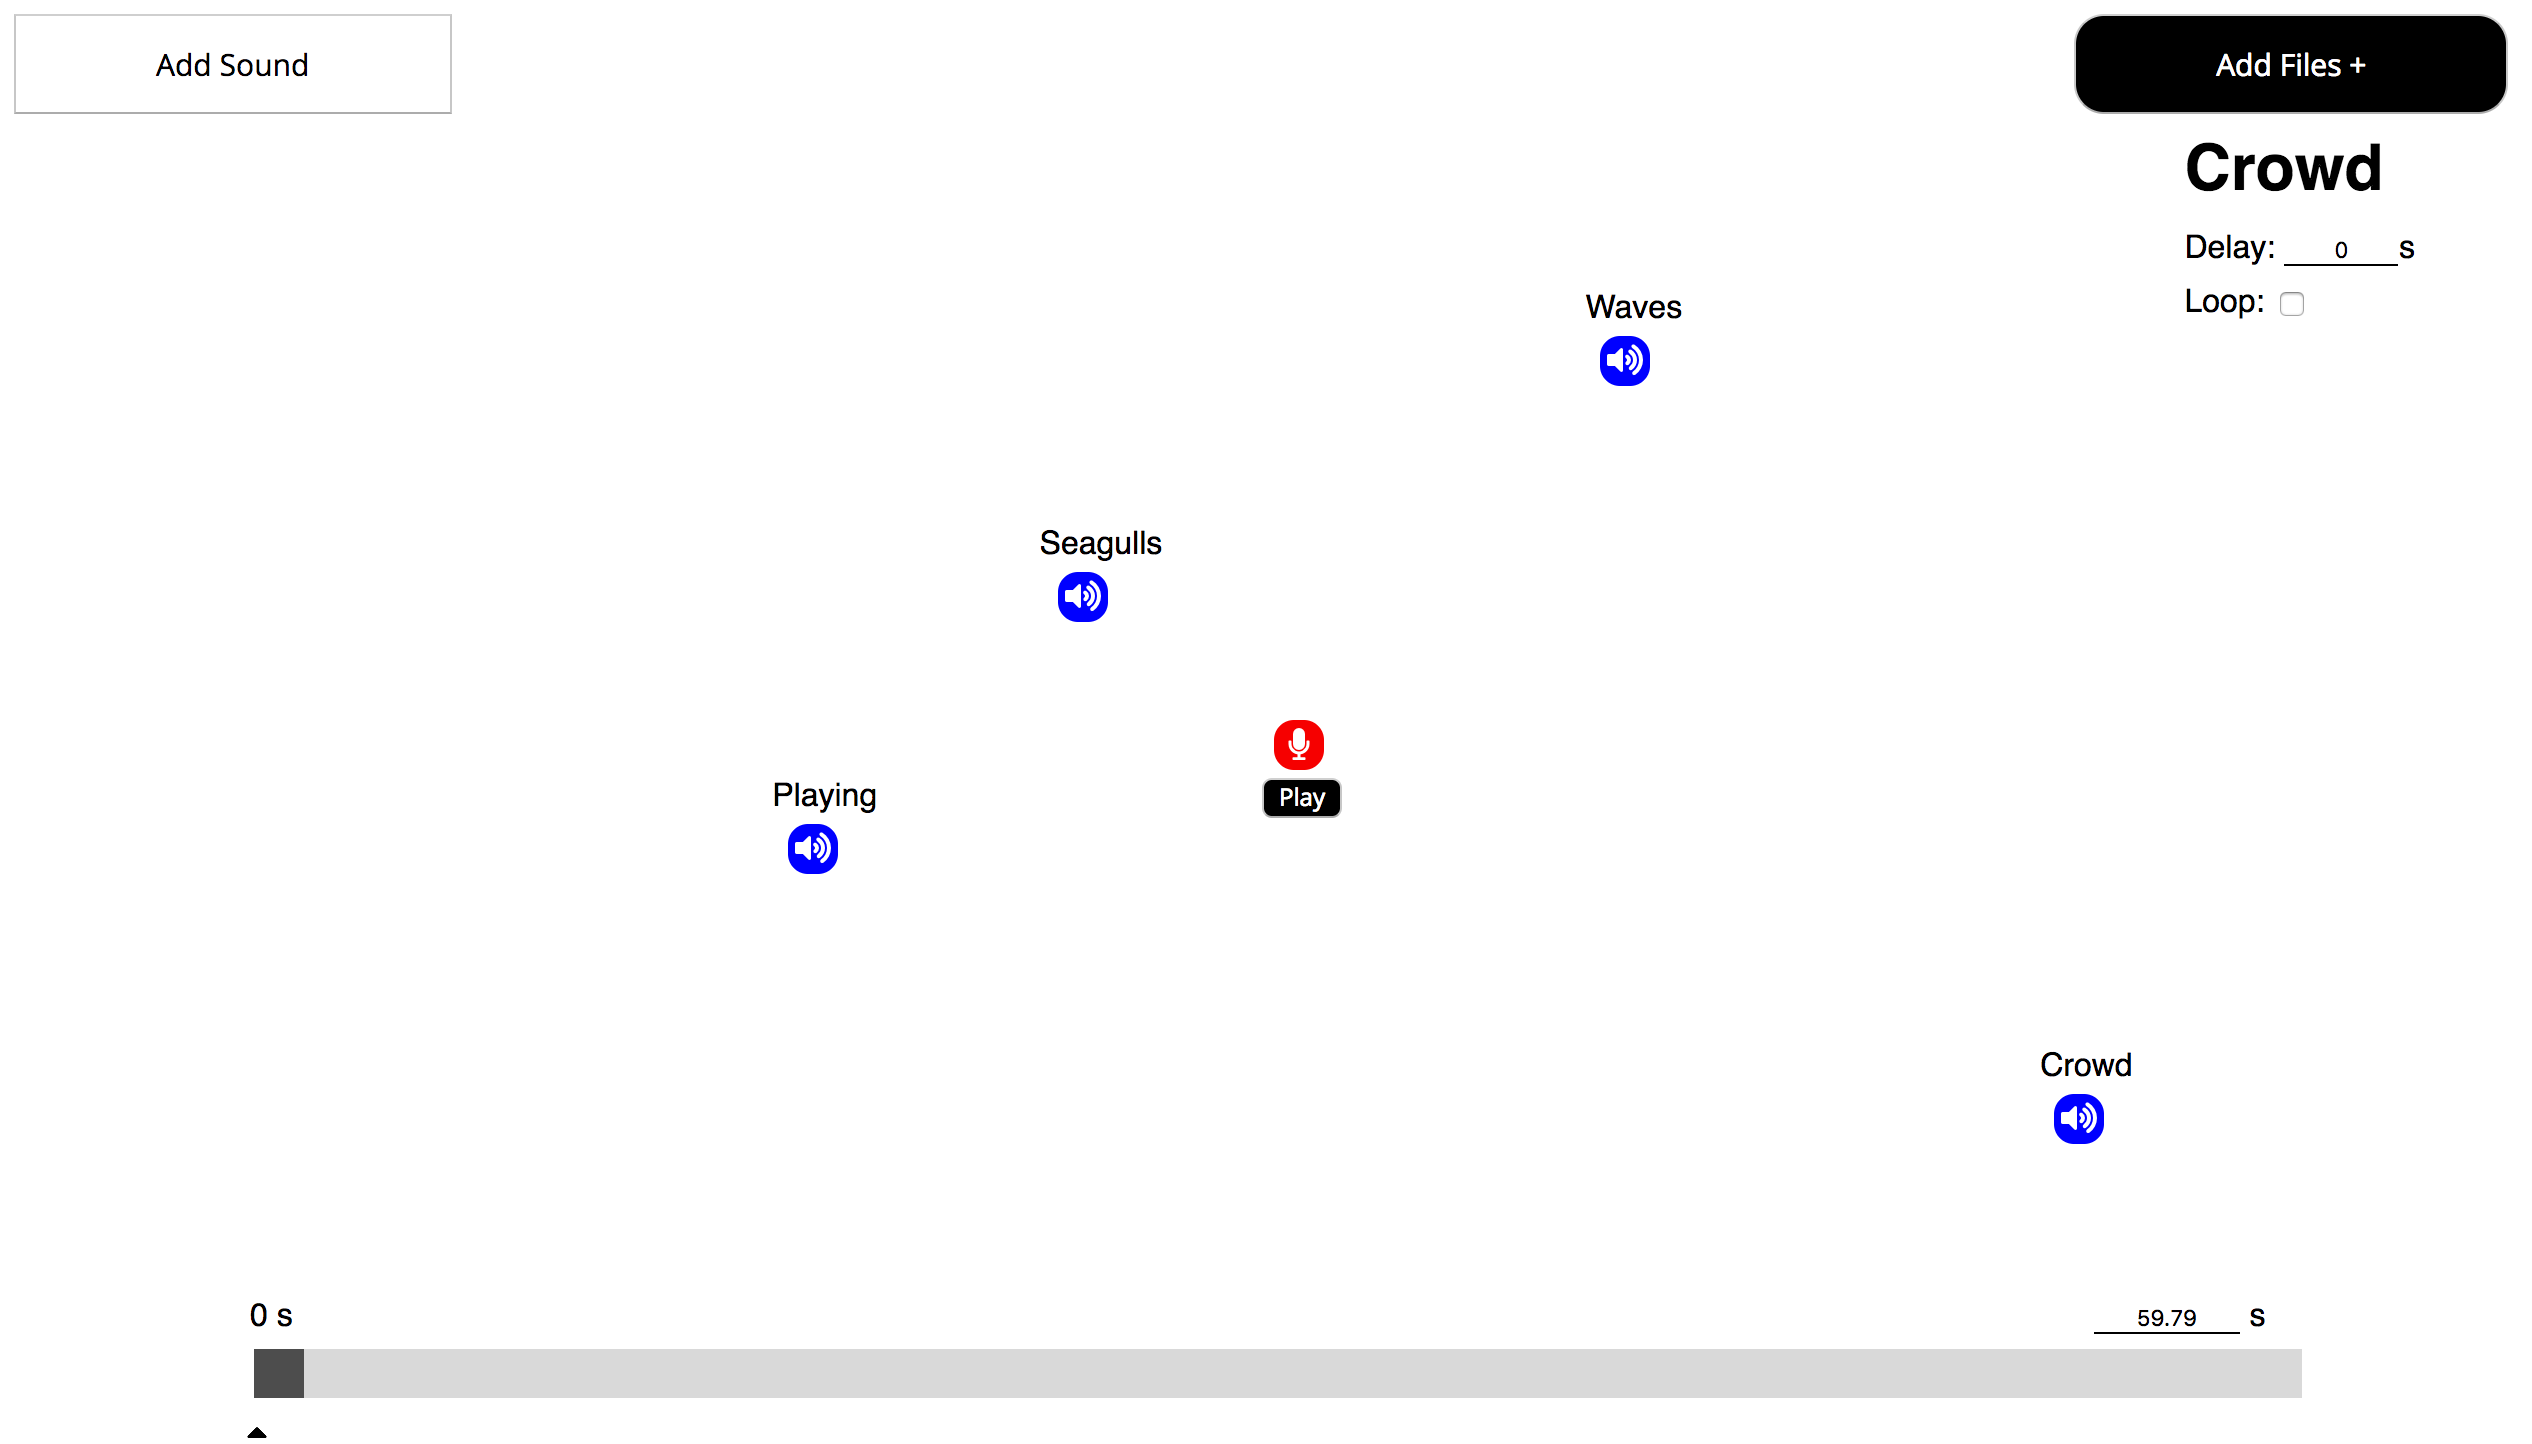 Add Sound
Add Files +
Crowd
Delay: 0 s
Loop:
Waves
Seagulls
Play
Playing
Crowd
0 s
59.79 s